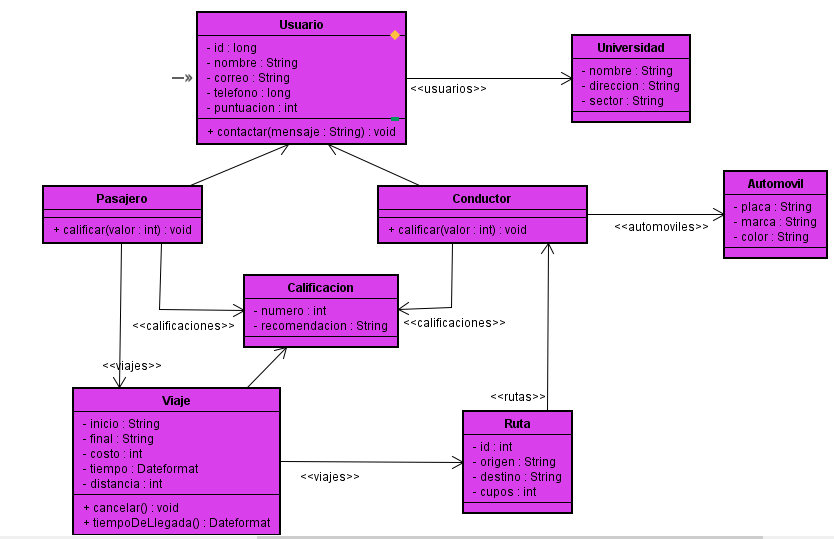 Usuario
- id : long
- nombre : String
- correo : String
- telefono : long
- puntuacion : int
+ contactar(mensaje : String) : void
<<usuarios>>
Universidad
- nombre : String
- direccion : String
- sector : String
Pasajero
+ calificar(valor : int) : void
Conductor
+ calificar(valor : int) : void
<<automoviles>>
Automovil
- placa : String
- marca : String
- color : String
Calificacion
- numero : int
- recomendacion : String
<<calificaciones>>
<<calificaciones>>
<<viajes>>
<<rutas>>
Viaje
- inicio : String
- final : String
- costo : int
- tiempo : Dateformat
- distancia : int
+ cancelar() : void
+ tiempoDeLlegada() : Dateformat
<<viajes>>
Ruta
- id : int
- origen : String
- destino : String
- cupos : int